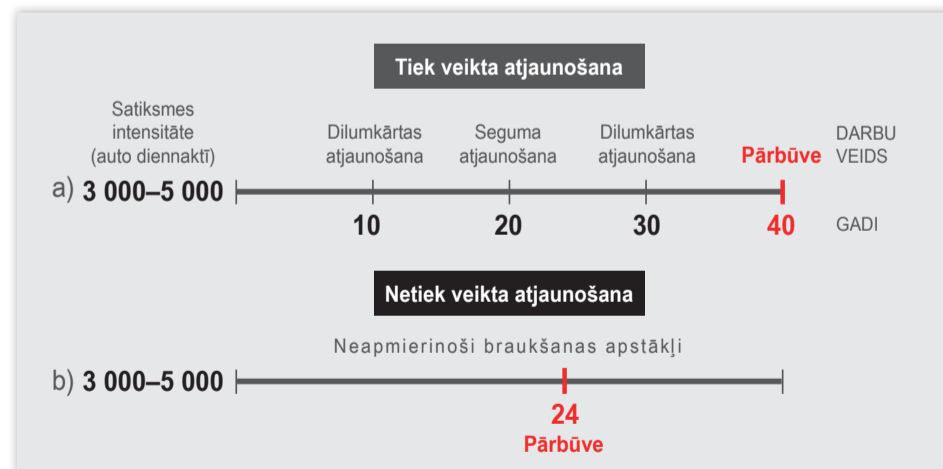 Tiek veikta atjaunošana
Satiksmes
intensitāte
(auto diennaktī)
Dilumkārtas
atjaunošana
Seguma
atjaunošana
Dilumkārtas
atjaunošana
Pārbūve
DARBU
VEIDS
a) 3 000–5 000
10
20
30
40
GADI
Netiek veikta atjaunošana
Neapmierinoši braukšanas apstākļi
b) 3 000–5 000
24
Pārbūve